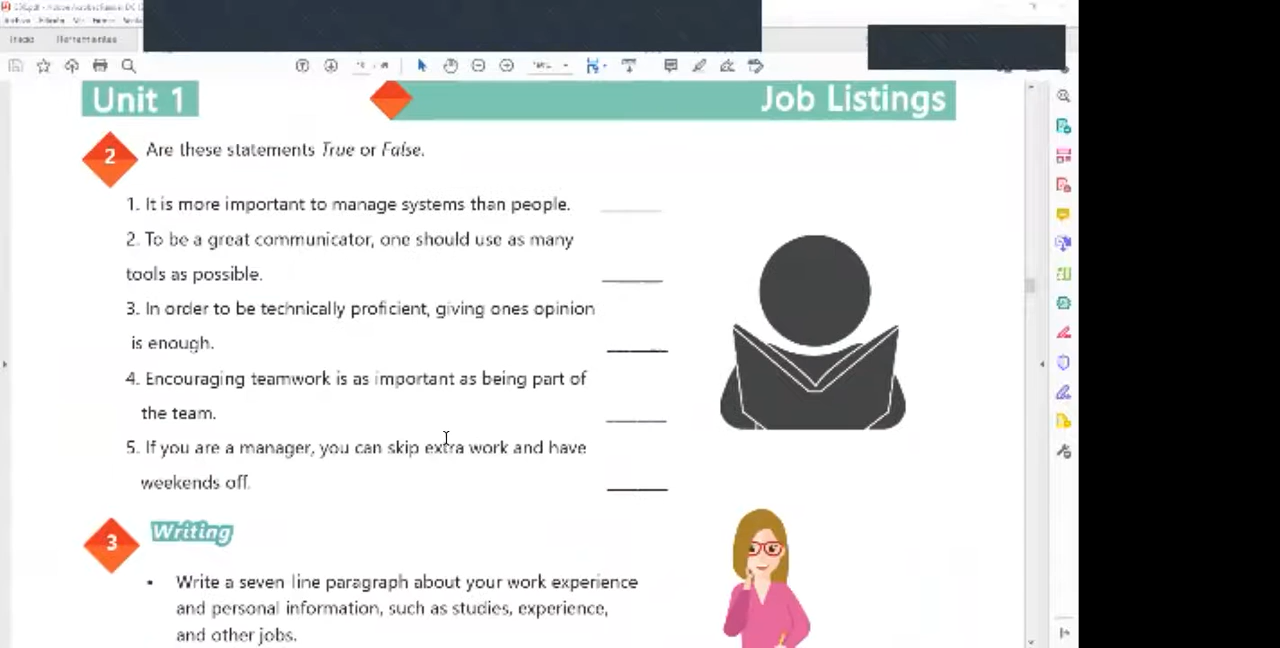 Inicio Herramientas
Unit 1
Job Listings
2
Are these statements True or False.
1. It is more important to manage systems than people.
2. To be a great communicator, one should use as many
tools as possible.
3. In order to be technically proficient, giving ones opinion
is enough.
4. Encouraging teamwork is as important as being part of
the team.
5. If you are a manager, you can skip extra work and have
weekends off.
3
Writing
• Write a seven line paragraph about your work experience
and personal information, such as studies, experience,
and other jobs.